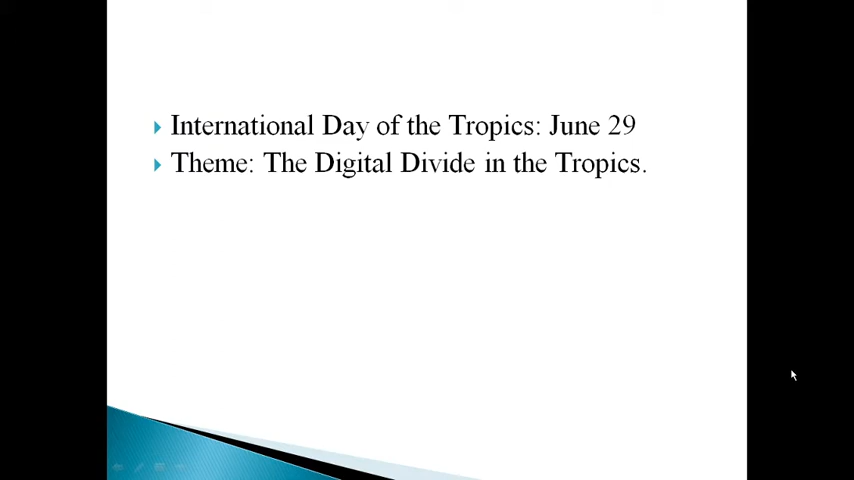 International Day of the Tropics: June 29
Theme: The Digital Divide in the Tropics.